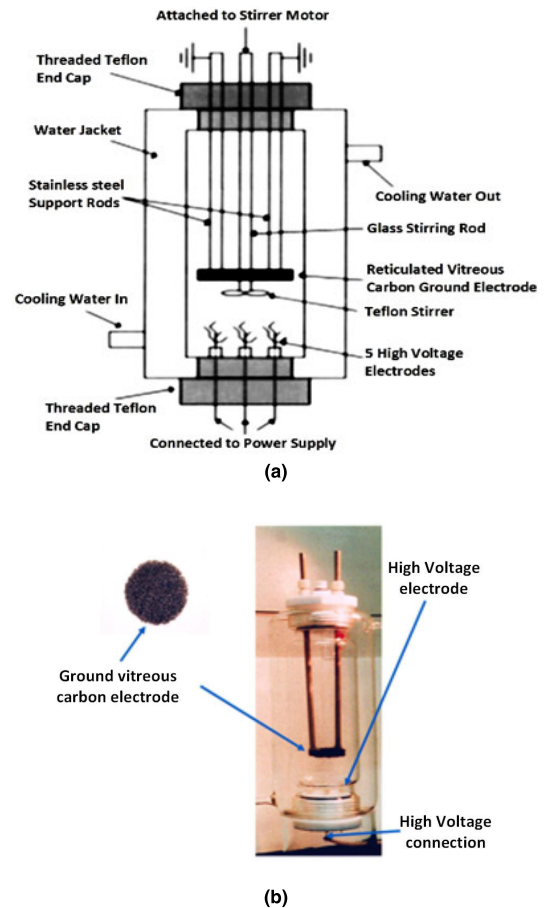 Attached to Stirrer Motor
Threaded Teflon
End Cap
Water Jacket
Stainless steel
Support Rods
Cooling Water Out
Glass Stirring Rod
Reticulated Vitreous
Carbon Ground Electrode
Cooling Water In
Teflon Stirrer
5 High Voltage
Electrodes
Threaded Teflon
End Cap
Connected to Power Supply
(a)
High Voltage
electrode
Ground vitreous
carbon electrode
High Voltage
connection
(b)